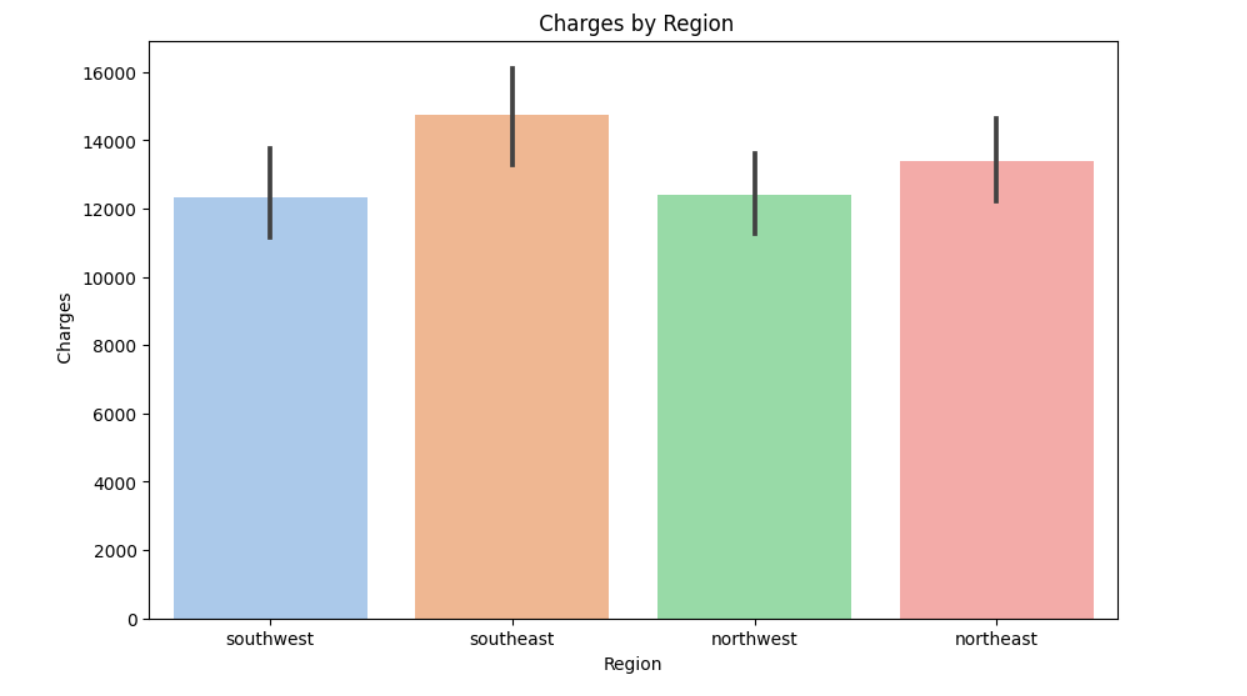 Charges by Region
16000
14000
12000
10000
8000
6000
4000
2000
0
Charges
southwest southeast northwest northeast
Region